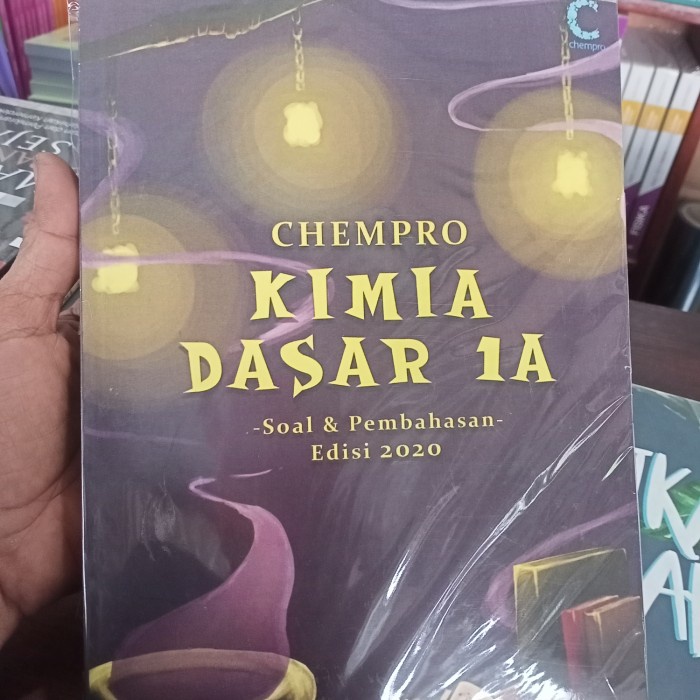 chempro
CHEMPRO
KIMIA
DASAR 1A
-Soal & Pembahasan-
Edisi 2020